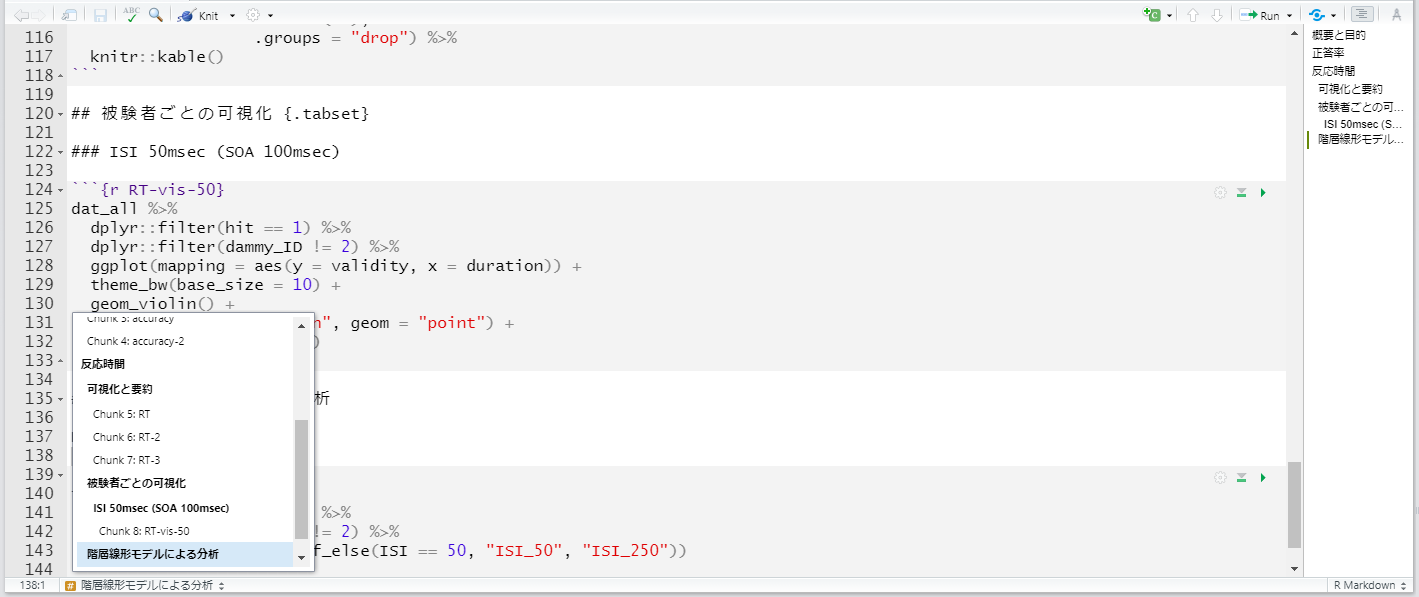 ABC
Knit
Run
116 .groups = "drop") %>%
117 knitr::kable()
118 ```
119
120 ## 被験者ごとの可視化 {.tabset}
121
122 ### ISI 50msec (SOA 100msec)
123
124 ```{r RT-vis-50}
125 dat_all %>%
126 dplyr::filter(hit == 1) %>%
127 dplyr::filter(dammy_ID != 2) %>%
128 ggplot(mapping = aes(y = validity, x = duration)) +
129 theme_bw(base_size = 10) +
130 geom_violin() +
131 n", geom = "point") +
132 )
133
134
135 析
136
137
138
139
140
141 %>%
142 != 2) %>%
143 f_else(ISI == 50, "ISI_50", "ISI_250"))
144
Chunk 3: accuracy
Chunk 4: accuracy-2
反応時間
可視化と要約
Chunk 5: RT
Chunk 6: RT-2
Chunk 7: RT-3
被験者ごとの可視化
ISI 50msec (SOA 100msec)
Chunk 8: RT-vis-50
階層線形モデルによる分析
概要と目的
正答率
反応時間
可視化と要約
被験者ごとの可...
ISI 50msec (S...
階層線形モデル...
138:1
# 階層線形モデルによる分析
R Markdown